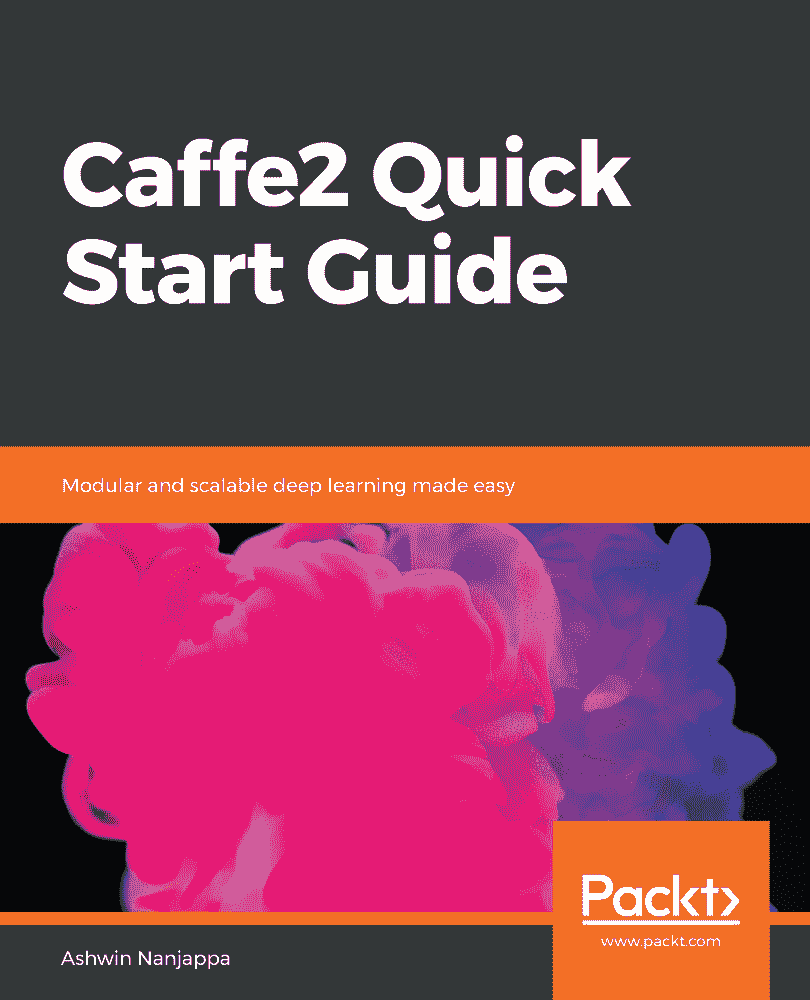 Caffe2 Quick
Start Guide
Modular and scalable deep learning made easy
Packt>
www.packt.com
Ashwin Nanjappa